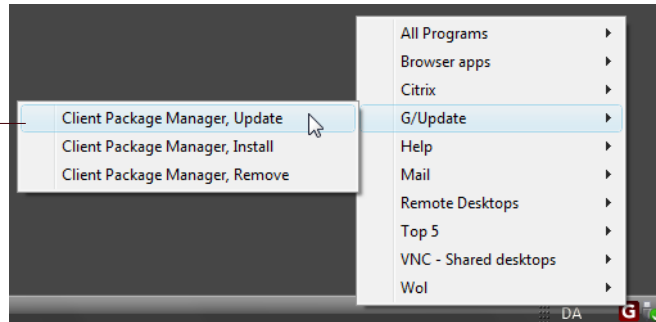 All Programs
Browser apps
Citrix
G/Update
Help
Mail
Remote Desktops
Top 5
VNC - Shared desktops
Wol
Client Package Manager, Update
Client Package Manager, Install
Client Package Manager, Remove
DA
G